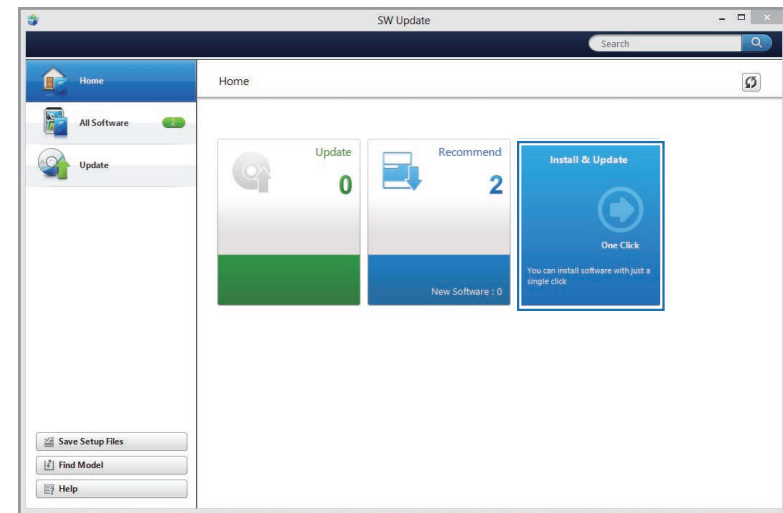 SW Update
Search
Home
Home
All Software
2
Update
Update
0
Recommend
2
New Software : 0
Install & Update
One Click
You can install software with just a
single click
Save Setup Files
Find Model
Help